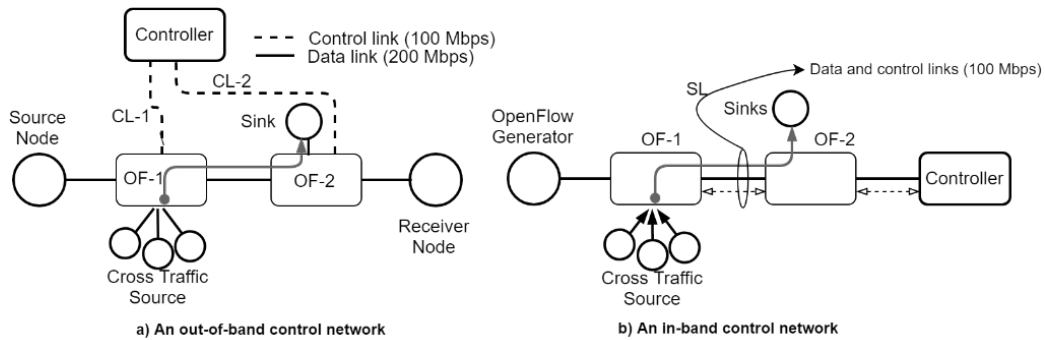 Controller
Control link (100 Mbps)
Data link (200 Mbps)
CL-2
CL-1
Source
Node
Sink
OF-1
OF-2
Receiver
Node
Cross Traffic
Source
a) An out-of-band control network
Data and control links (100 Mbps)
SL
Sinks
OpenFlow
Generator
OF-1
OF-2
Controller
Cross Traffic
Source
b) An in-band control network